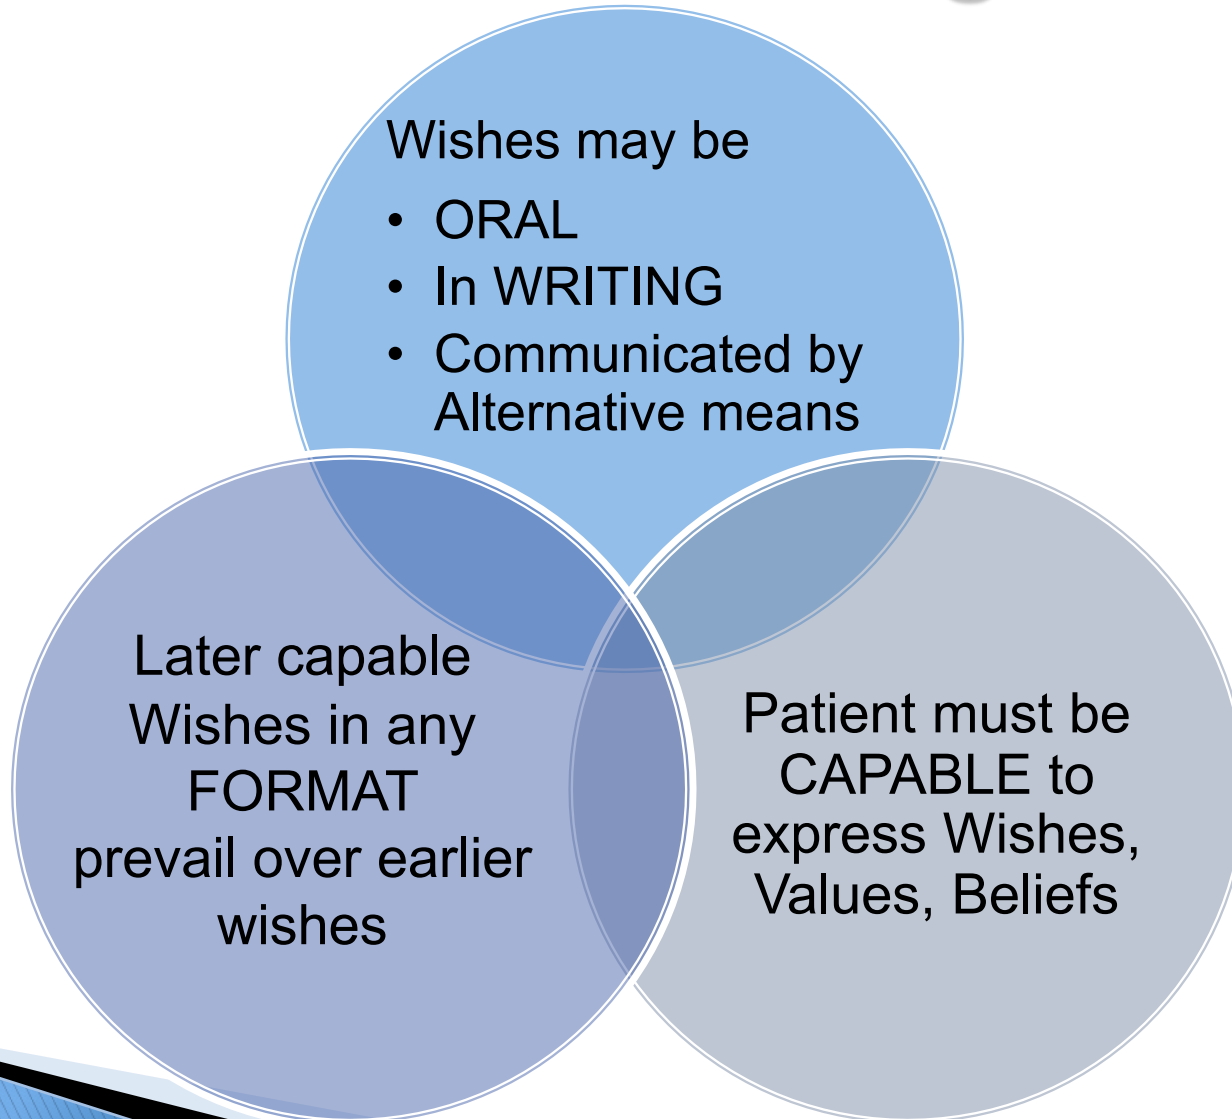 Wishes may be
• ORAL
• In WRITING
• Communicated by
Alternative means
Later capable
Wishes in any
FORMAT
prevail over earlier
wishes
Patient must be
CAPABLE to
express Wishes,
Values, Beliefs